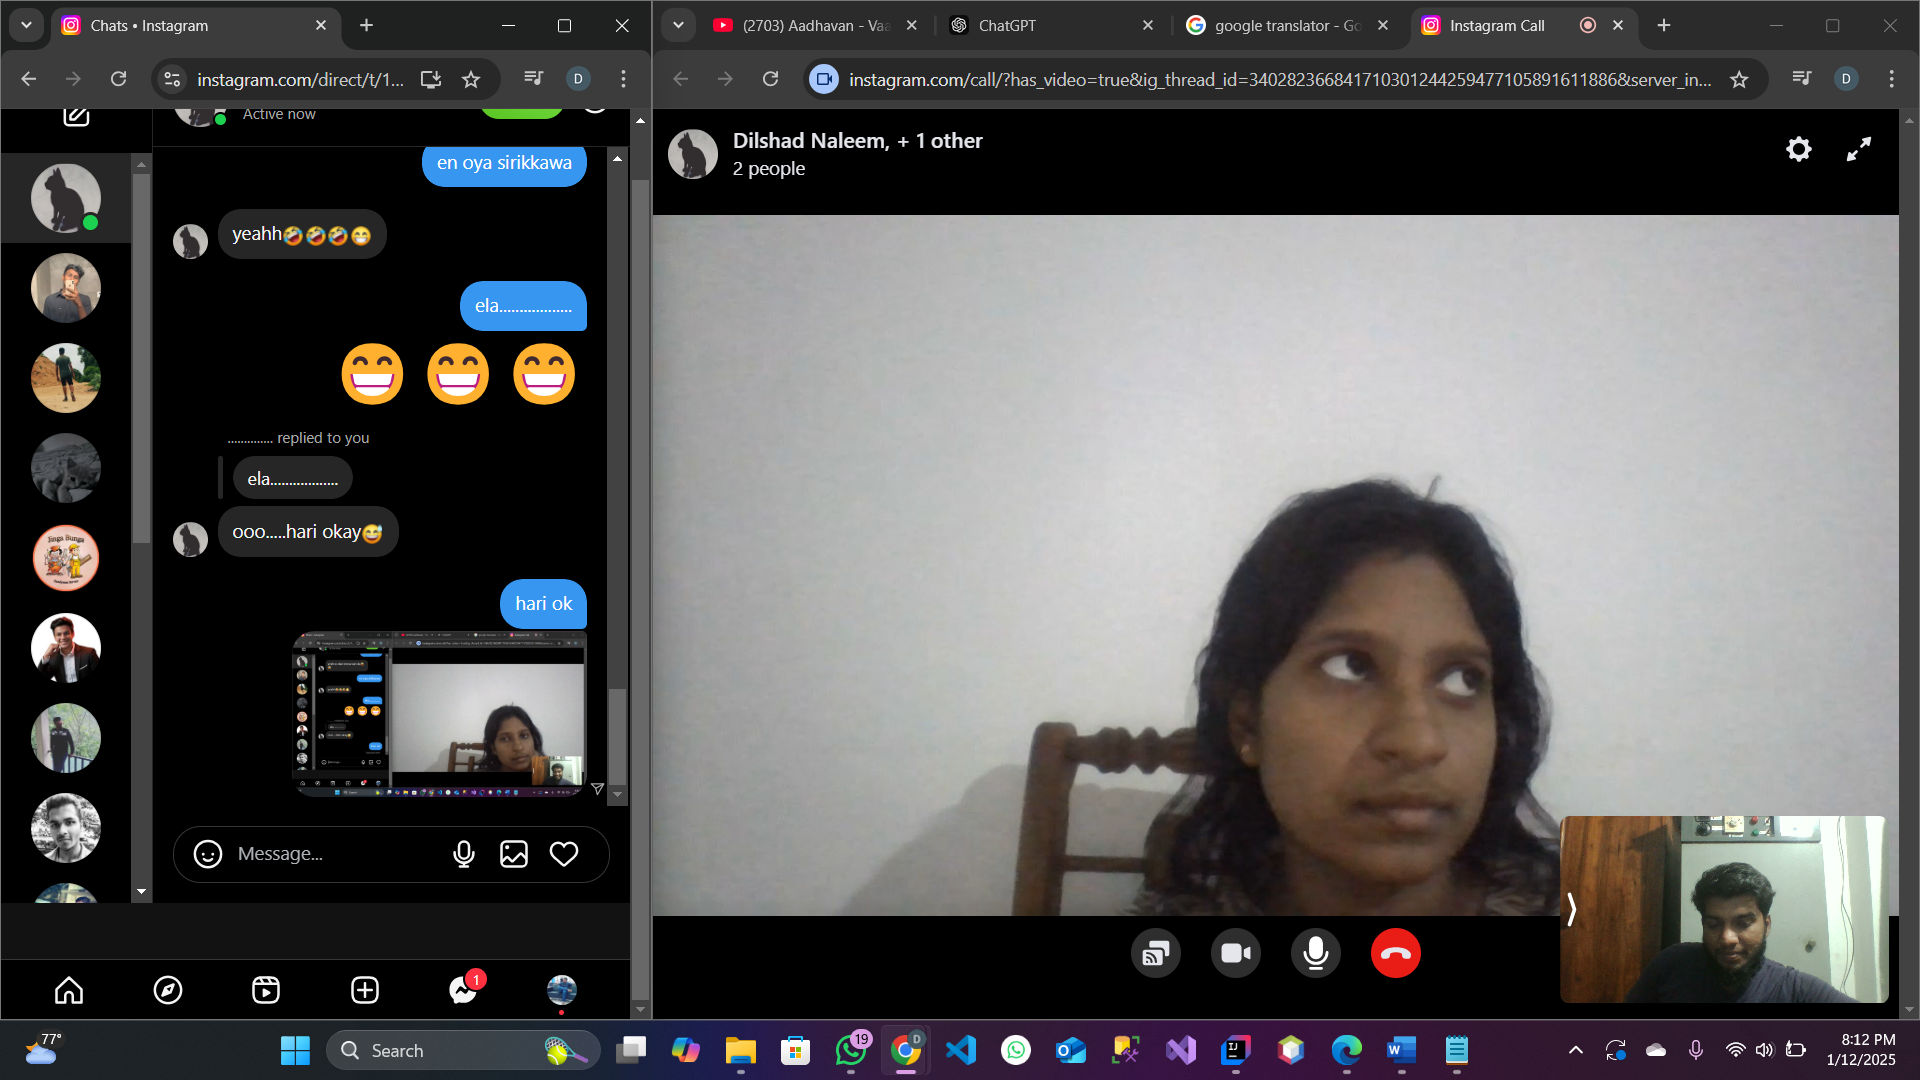 Chats • Instagram
instagram.com/direct/t/1...
D
Active now
en oya sirikkawa
yeahh🤣🤣🤣😁
ela..................
😁 😁 😁
.............. replied to you
ela..................
ooo.....hari okay😅
hari ok
Message...
Jinga Bunga
1
(2703) Aadhavan - Vaa
ChatGPT
google translator - Go
Instagram Call
instagram.com/call/?has_video=true&ig_thread_id=340282366841710301244259477105891611886&server_in...
D
Dilshad Naleem, + 1 other
2 people
77°
Search
19
D
8:12 PM
1/12/2025